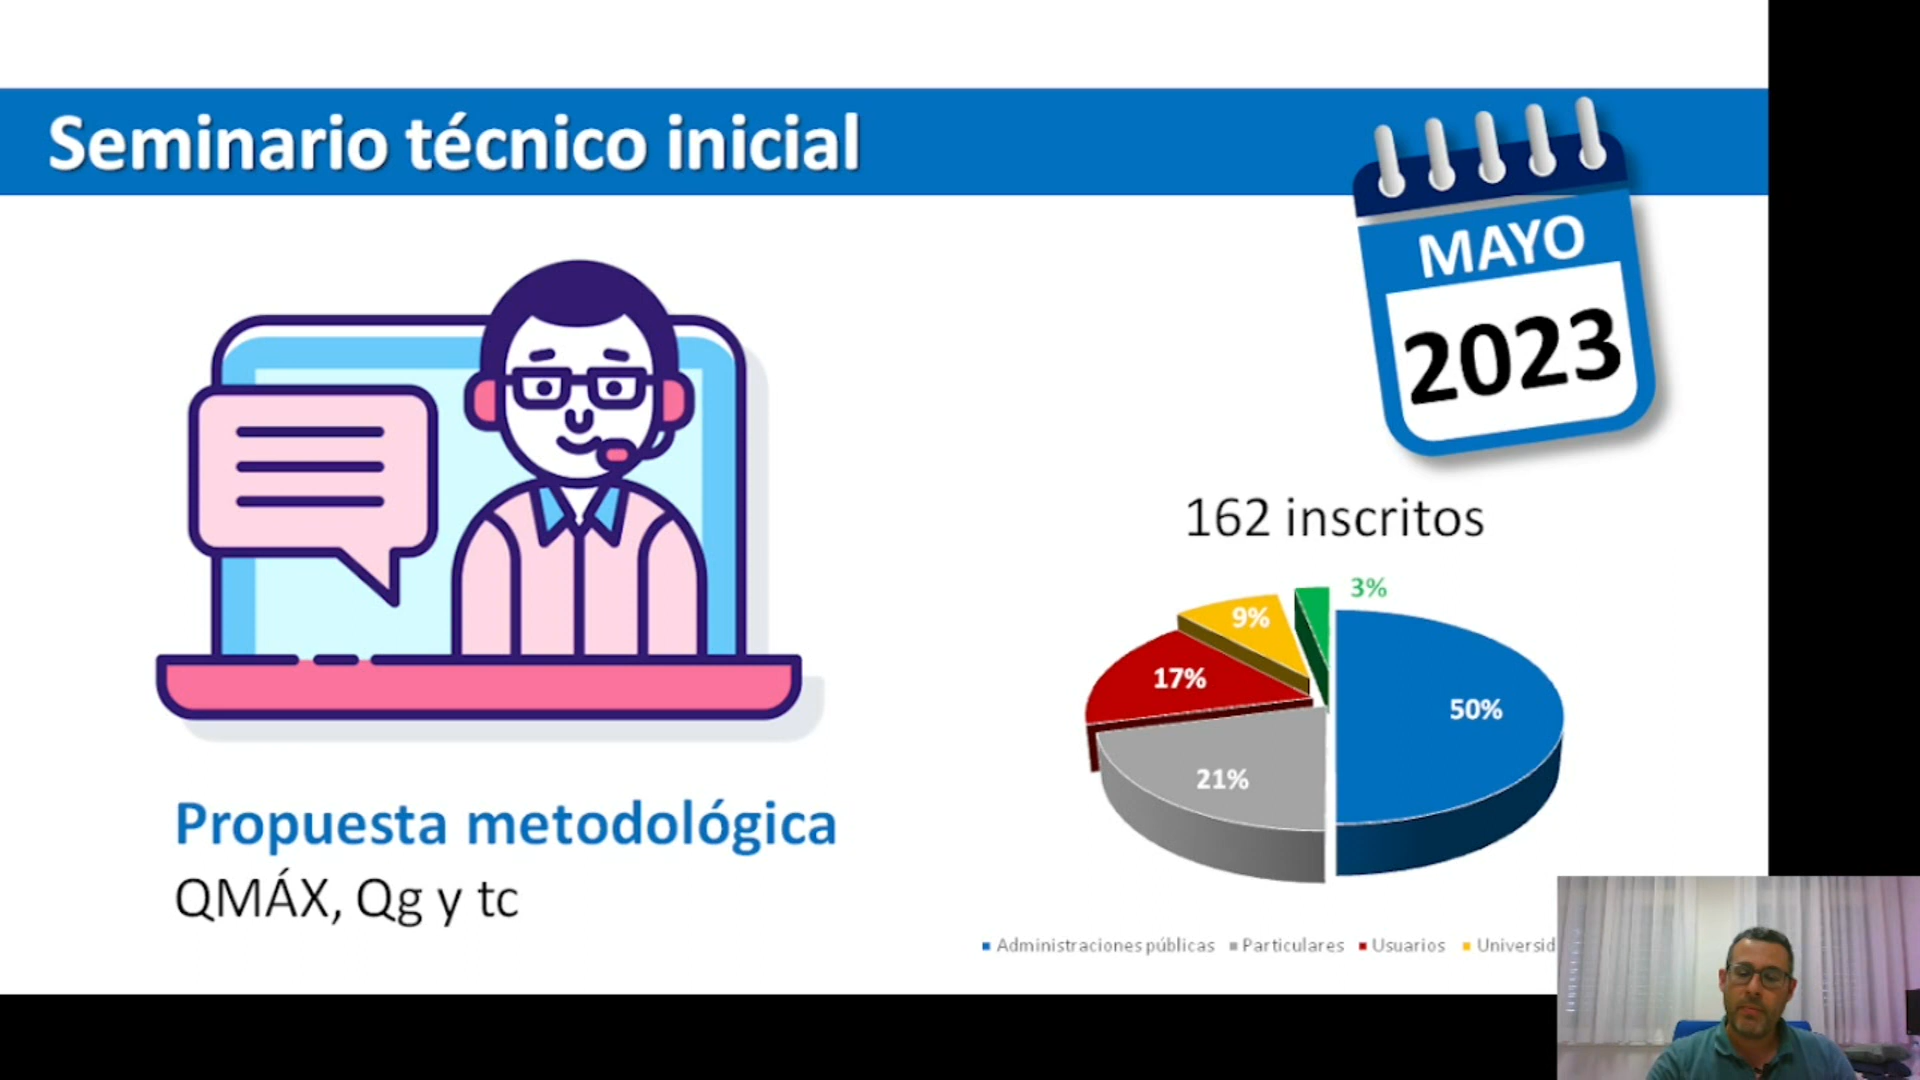 Seminario técnico inicial
MAYO
2023
162 inscritos
3%
9%
17%
50%
21%
Propuesta metodológica
QMÁX, Qg y tc
Administraciones públicas Particulares Usuarios